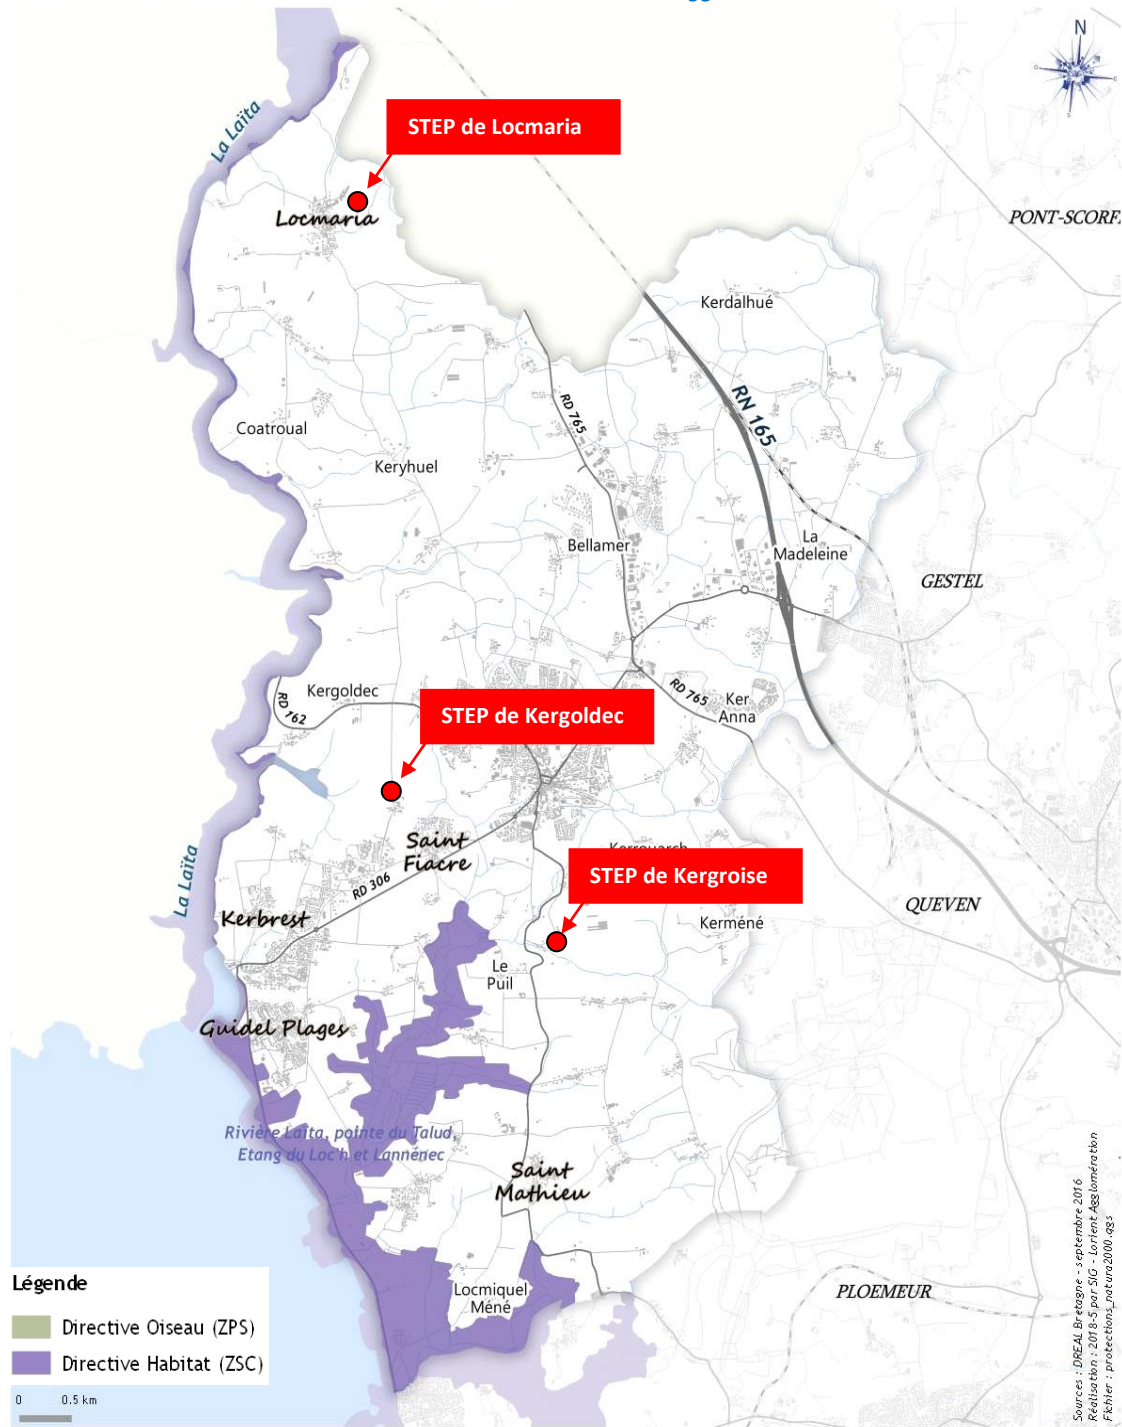 N
La Laïta
STEP de Locmaria
Locmaria
PONT-SCORF
Kerdalhué
RN 165
RD 765
Coatroual
Keryhuel
Bellamer
La
Madeleine
GESTEL
Kergoldec
RD 162
STEP de Kergoldec
RD 765
Ker
Anna
Saint
Fiacre
RD 306
La Laïta
STEP de Kergroise
Kerbrest
QUEVEN
Kerméné
Le
Puil
Guidel Plages
Rivière Laïta, pointe du Talud,
Etang du Loc'h et Lannénec
Saint
Mathieu
Locmiquel
Méné
PLOEMEUR
Légende
Directive Oiseau (ZPS)
Directive Habitat (ZSC)
0 0.5 km
Sources : DREAL Bretagne - septembre 2016
Réalisation : 2018-5 par SIG - Lorient Agglomération
Fichier : protections_natura2000.qgs